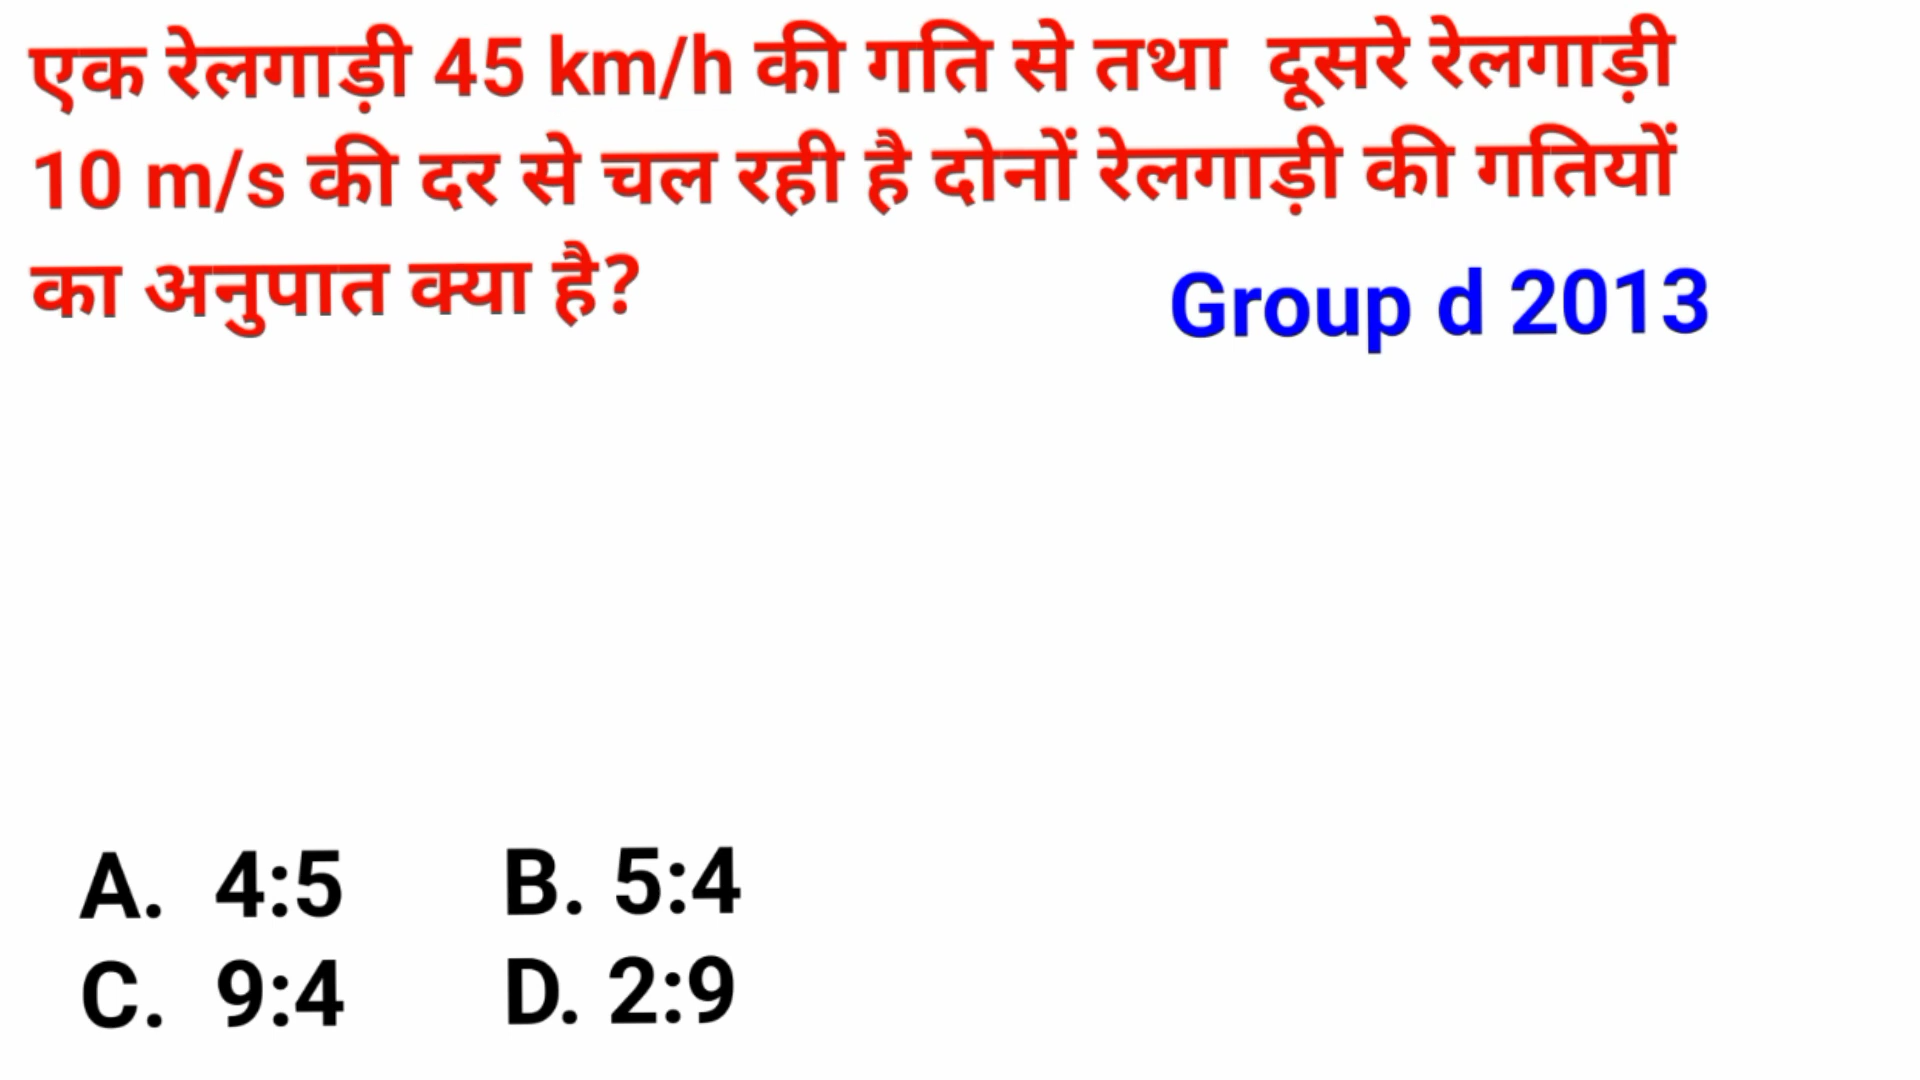 एक रेलगाड़ी 45 km/h की गति से तथा दूसरे रेलगाड़ी
10 m/s की दर से चल रही है दोनों रेलगाड़ी की गतियों
का अनुपात क्या है?
Group d 2013
A. 4:5 B. 5:4
C. 9:4 D. 2:9